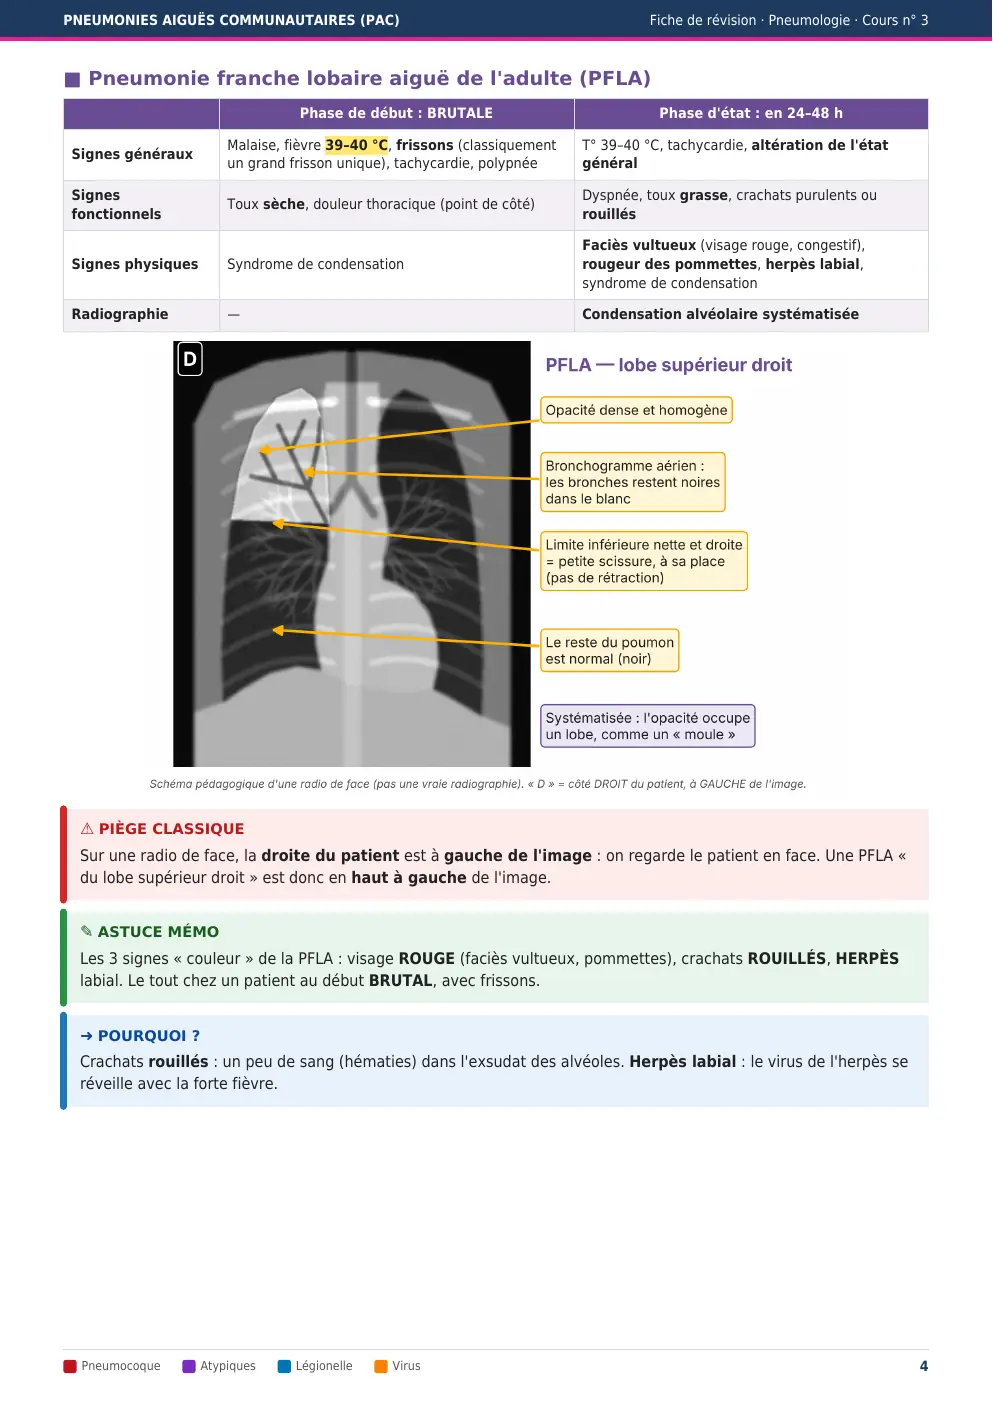 PNEUMONIES AIGUËS COMMUNAUTAIRES (PAC)
Fiche de révision · Pneumologie · Cours n° 3
■ Pneumonie franche lobaire aiguë de l'adulte (PFLA)
Phase de début : BRUTALE
Phase d'état : en 24–48 h
Signes généraux
Malaise, fièvre 39–40 °C, frissons (classiquement
un grand frisson unique), tachycardie, polypnée
T° 39–40 °C, tachycardie, altération de l'état
général
Signes
fonctionnels
Toux sèche, douleur thoracique (point de côté)
Dyspnée, toux grasse, crachats purulents ou
rouillés
Signes physiques
Syndrome de condensation
Faciès vultueux (visage rouge, congestif),
rougeur des pommettes, herpès labial,
syndrome de condensation
Radiographie
—
Condensation alvéolaire systématisée
D
PFLA — lobe supérieur droit
Opacité dense et homogène
Bronchogramme aérien :
les bronches restent noires
dans le blanc
Limite inférieure nette et droite
= petite scissure, à sa place
(pas de rétraction)
Le reste du poumon
est normal (noir)
Systématisée : l'opacité occupe
un lobe, comme un « moule »
Schéma pédagogique d'une radio de face (pas une vraie radiographie). « D » = côté DROIT du patient, à GAUCHE de l'image.
⚠ PIÈGE CLASSIQUE
Sur une radio de face, la droite du patient est à gauche de l'image : on regarde le patient en face. Une PFLA «
du lobe supérieur droit » est donc en haut à gauche de l'image.
✎ ASTUCE MÉMO
Les 3 signes « couleur » de la PFLA : visage ROUGE (faciès vultueux, pommettes), crachats ROUILLÉS, HERPÈS
labial. Le tout chez un patient au début BRUTAL, avec frissons.
➜ POURQUOI ?
Crachats rouillés : un peu de sang (hématies) dans l'exsudat des alvéoles. Herpès labial : le virus de l'herpès se
réveille avec la forte fièvre.
Pneumocoque
Atypiques
Légionelle
Virus
4